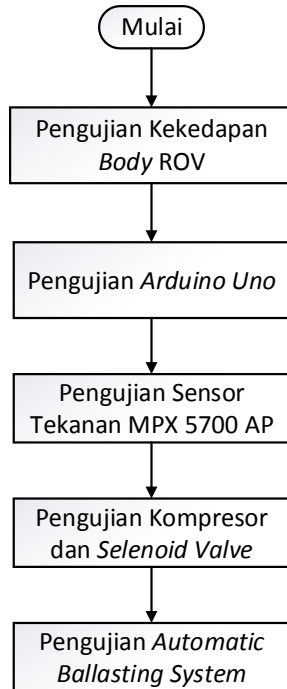 Mulai
Pengujian Kekedapan
Body ROV
Pengujian Arduino Uno
Pengujian Sensor
Tekanan MPX 5700 AP
Pengujian Kompresor
dan Selenoid Valve
Pengujian Automatic
Ballasting System